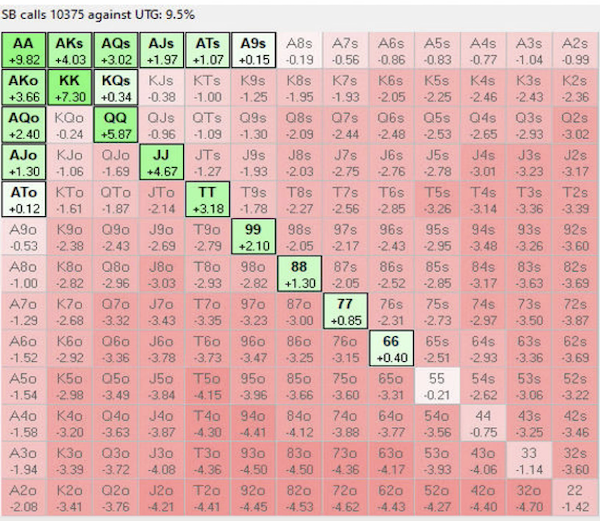 SB calls 10375 against UTG: 9.5%
AA AKs AQs AJs ATs A9s A8s A7s A6s A5s A4s A3s A2s
+9.82 +4.03 +3.02 +1.97 +1.07 +0.15 -0.19 -0.56 -0.86 -0.83 -0.77 -1.04 -0.99
AKo KK KQs KJs KTs K9s K8s K7s K6s K5s K4s K3s K2s
+3.66 +7.30 +0.34 -0.38 -1.00 -1.25 -1.95 -1.93 -2.05 -2.25 -2.46 -2.43 -2.36
AQo KQo QQ QJs QTs Q9s Q8s Q7s Q6s Q5s Q4s Q3s Q2s
+2.40 -0.24 +5.87 -0.96 -1.09 -1.30 -2.09 -2.44 -2.48 -2.53 -2.65 -2.93 -3.02
AJo KJo QJo JJ JTs J9s J8s J7s J6s J5s J4s J3s J2s
+1.30 -1.06 -1.69 +4.67 -1.27 -1.93 -2.03 -2.75 -2.76 -2.78 -3.01 -3.23 -3.17
ATo KTo QTo JTo TT T9s T8s T7s T6s T5s T4s T3s T2s
+0.12 -1.61 -1.87 -2.14 +3.18 -1.78 -2.27 -2.56 -2.85 -3.26 -3.14 -3.36 -3.39
A9o K9o Q9o J9o T9o 99 98s 97s 96s 95s 94s 93s 92s
-0.53 -2.38 -2.43 -2.69 -2.79 +2.10 -2.05 -2.17 -2.43 -2.95 -3.48 -3.26 -3.60
A8o K8o Q8o J8o T8o 98o 88 87s 86s 85s 84s 83s 82s
-1.00 -2.82 -2.96 -3.03 -2.93 -2.82 +1.30 -2.05 -2.52 -2.85 -3.17 -3.63 -3.69
A7o K7o Q7o J7o T7o 97o 87o 77 76s 75s 74s 73s 72s
-1.29 -2.68 -3.32 -3.43 -3.35 -3.23 -3.00 +0.85 -2.31 -2.73 -2.97 -3.50 -3.87
A6o K6o Q6o J6o T6o 96o 86o 76o 66 65s 64s 63s 62s
-1.52 -2.92 -3.36 -3.78 -3.73 -3.47 -3.25 -3.15 +0.40 -2.51 -2.93 -3.36 -3.69
A5o K5o Q5o J5o T5o 95o 85o 75o 65o 55 54s 53s 52s
-1.54 -2.98 -3.49 -3.84 -4.15 -3.96 -3.66 -3.60 -3.31 -0.21 -2.62 -3.06 -3.22
A4o K4o Q4o J4o T4o 94o 84o 74o 64o 54o 44 43s 42s
-1.58 -3.20 -3.63 -3.87 -4.30 -4.41 -4.12 -3.88 -3.77 -3.56 -0.75 -3.25 -3.46
A3o K3o Q3o J3o T3o 93o 83o 73o 63o 53o 43o 33 32s
-1.94 -3.39 -3.72 -4.08 -4.36 -4.50 -4.50 -4.36 -4.17 -3.93 -4.06 -1.14 -3.60
A2o K2o Q2o J2o T2o 92o 82o 72o 62o 52o 42o 32o 22
-2.08 -3.41 -3.76 -4.21 -4.41 -4.45 -4.53 -4.62 -4.43 -4.27 -4.40 -4.70 -1.42